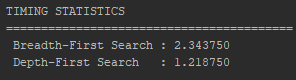 TIMING STATISTICS
=========================================
Breadth-First Search : 2.343750
Depth-First Search   : 1.218750